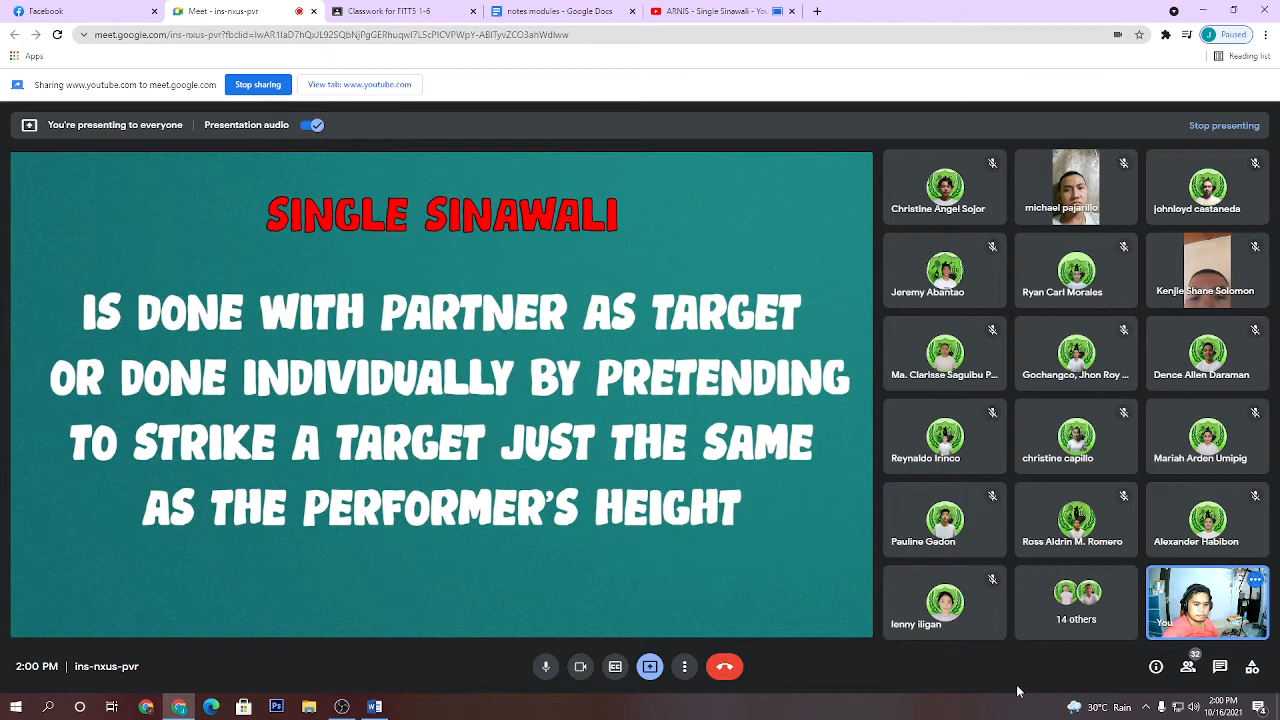 Facebook
Meet - ins-nxus-pvr
Classwork for FITT5 1-6
notes modules - Google Docs
ARNIS - Single Sinawali - You
meet.google.com/ins-nxus-pvr?fbclid=
Paused
Apps
Reading list
Sharing www.youtube.com to meet.google.com
Stop sharing
View tab: www.youtube.com
You're presenting to everyone
Presentation audio
Stop presenting
SINGLE SINAWALI
IS DONE WITH PARTNER AS TARGET
OR DONE INDIVIDUALLY BY PRETENDING
TO STRIKE A TARGET JUST THE SAME
AS THE PERFORMER'S HEIGHT
Christo Angel Sojor
michael pajarillo
johnloyd castaneda
Jeremy Abantao
Ryan Carl Morales
Kenjie Shane Solomon
Ma. Clarisse Sagulbu P...
Gochangco, Jhon Roy ...
Dence Allen Daraman
Reynaldo Irinco
christine capillo
Mariah Arden Umipig
Pauline Gadon
Ross Aldrin M. Romero
Alexander Habibon
lenny iligan
14 others
You
2:00 PM
ins-nxus-pvr
32
30°C Rain
2:00 PM
10/16/2021